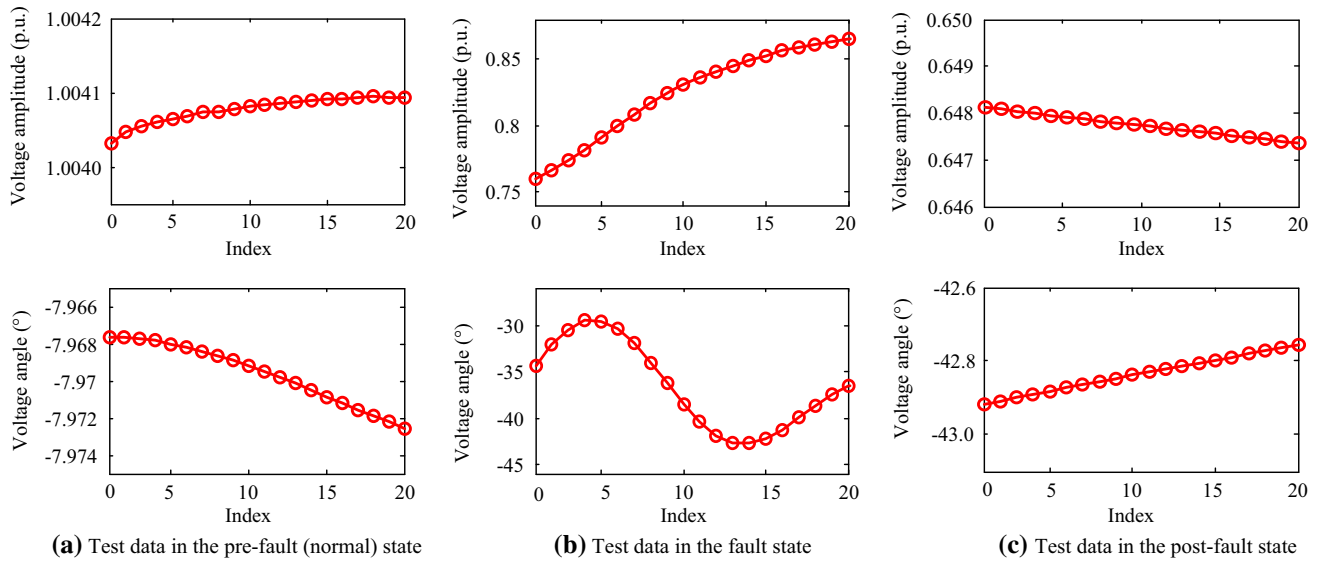 Voltage amplitude (p.u.)
1.0042
1.0041
1.0040
0 5 10 15 20
Index
Voltage amplitude (p.u.)
0.85
0.8
0.75
0 5 10 15 20
Index
Voltage amplitude (p.u.)
0.650
0.649
0.648
0.647
0.646
0 5 10 15 20
Index
Voltage angle (°)
-7.966
-7.968
-7.97
-7.972
-7.974
0 5 10 15 20
Index
Voltage angle (°)
-30
-35
-40
-45
0 5 10 15 20
Index
Voltage angle (°)
-42.6
-42.8
-43.0
0 5 10 15 20
Index
(a) Test data in the pre-fault (normal) state
(b) Test data in the fault state
(c) Test data in the post-fault state